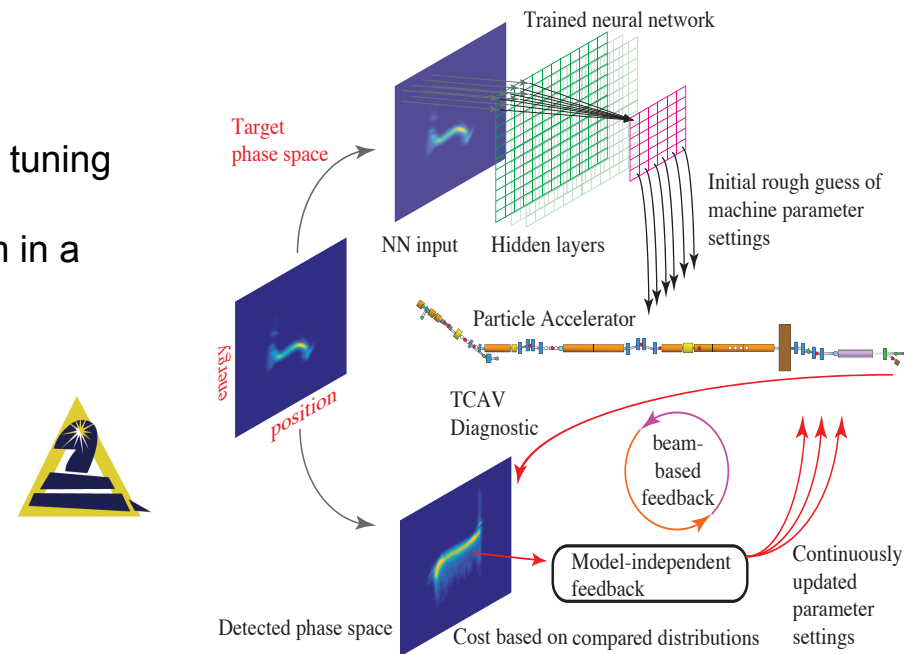 tuning
n in a
Trained neural network
Target
phase space
NN input
Hidden layers
Initial rough guess of
machine parameter
settings
Particle Accelerator
energy
position
TCAV
Diagnostic
beam-
based
feedback
Model-independent
feedback
Continuously
updated
parameter
settings
Detected phase space
Cost based on compared distributions